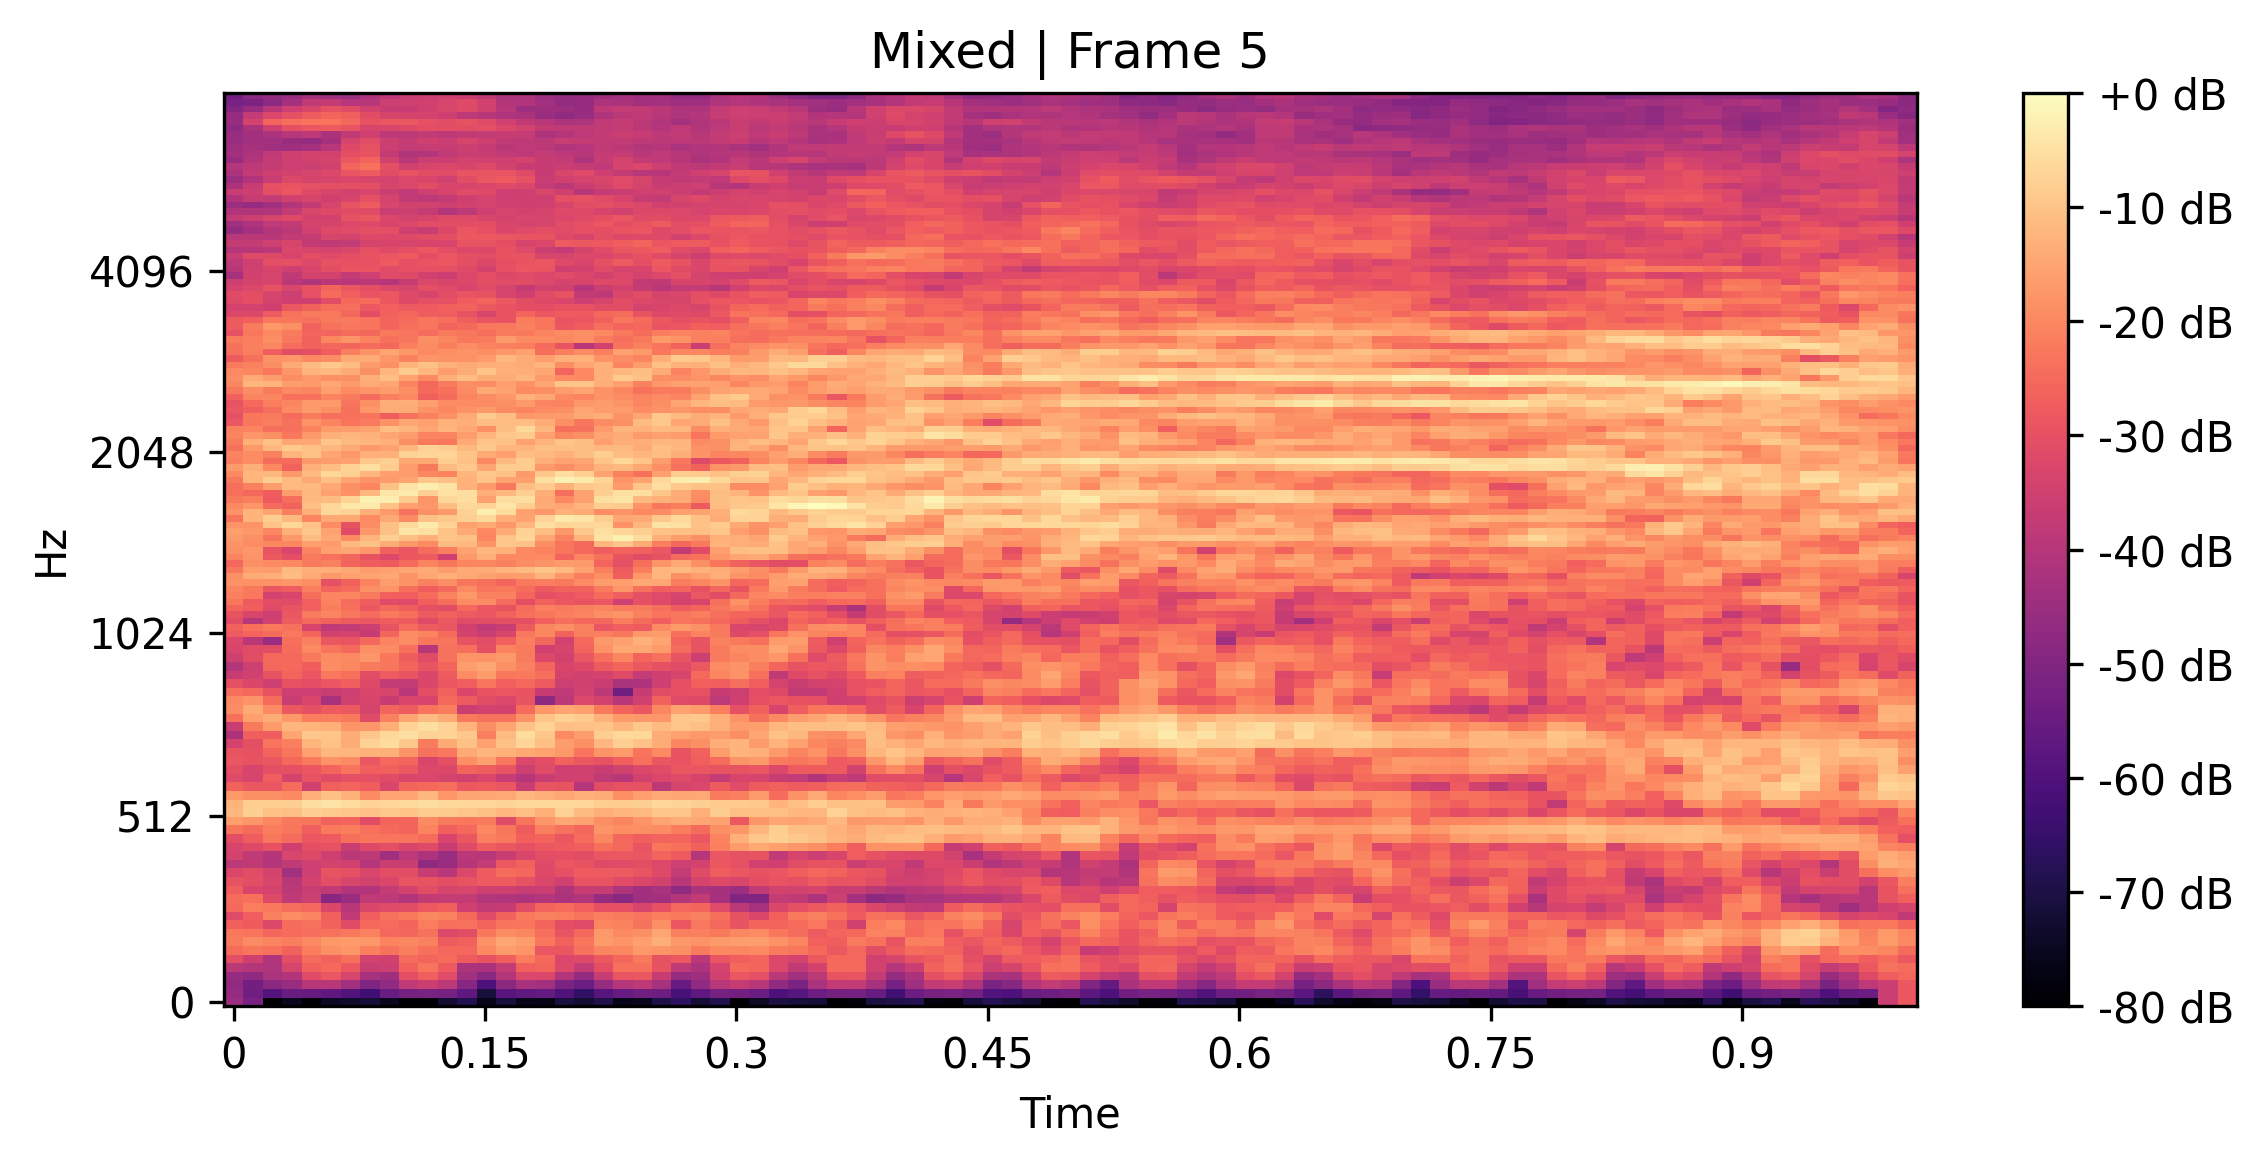 Mixed | Frame 5
+0 dB
-10 dB
-20 dB
-30 dB
-40 dB
-50 dB
-60 dB
-70 dB
-80 dB
4096
2048
1024
512
0
Hz
0 0.15 0.3 0.45 0.6 0.75 0.9
Time